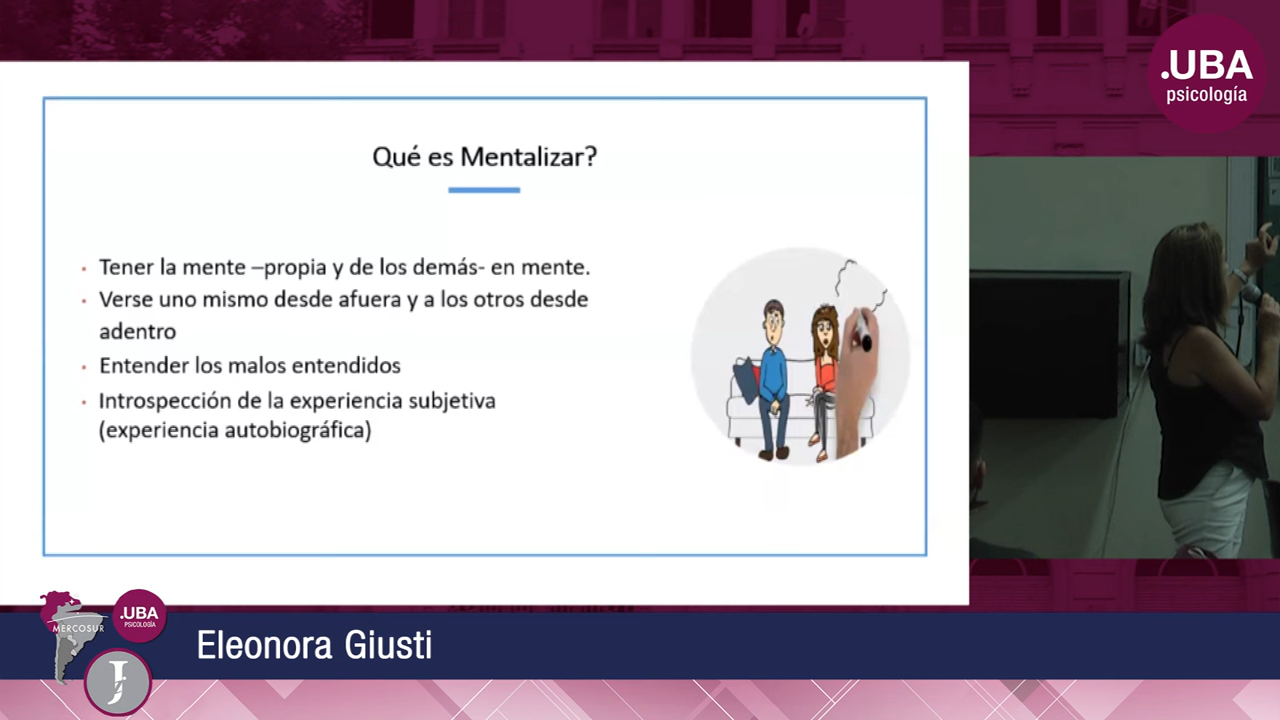 .UBA
psicología
Qué es Mentalizar?
• Tener la mente –propia y de los demás- en mente.
• Verse uno mismo desde afuera y a los otros desde
adentro
• Entender los malos entendidos
• Introspección de la experiencia subjetiva
(experiencia autobiográfica)
MERCOSUR
.UBA
PSICOLOGÍA
J
Eleonora Giusti